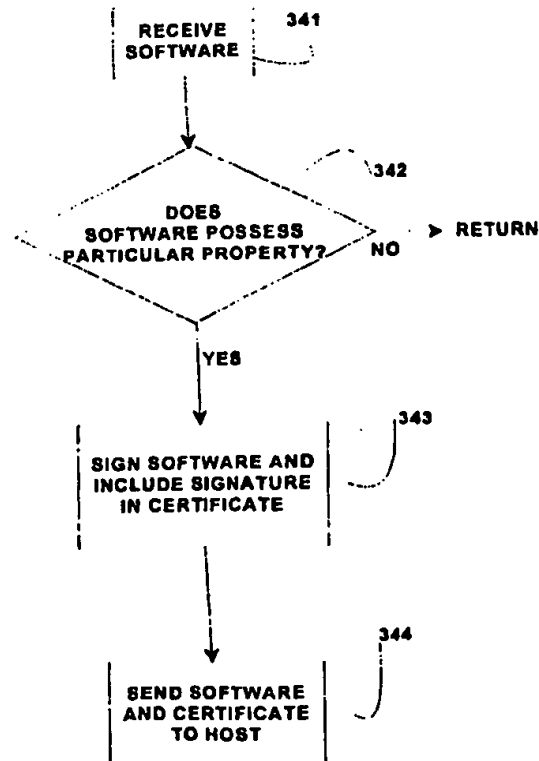 341
RECEIVE
SOFTWARE
342
DOES
SOFTWARE POSSESS
PARTICULAR PROPERTY?
NO
RETURN
YES
343
SIGN SOFTWARE AND
INCLUDE SIGNATURE
IN CERTIFICATE
344
SEND SOFTWARE
AND CERTIFICATE
TO HOST